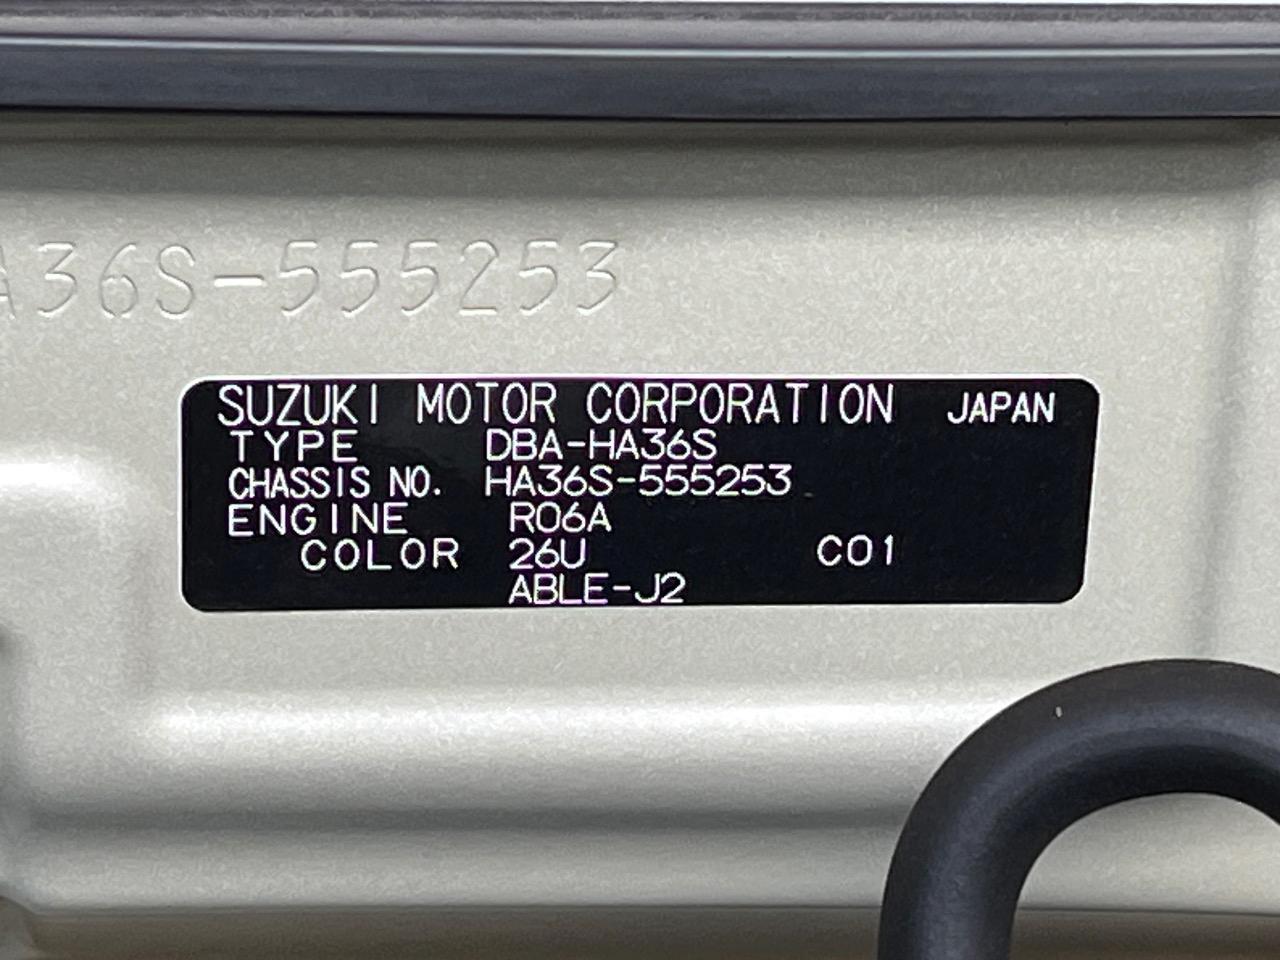 A36S-555253
SUZUKI MOTOR CORPORATION JAPAN
TYPE DBA-HA36S
CHASSIS NO. HA36S-555253
ENGINE R06A
COLOR 26U C01
ABLE-J2